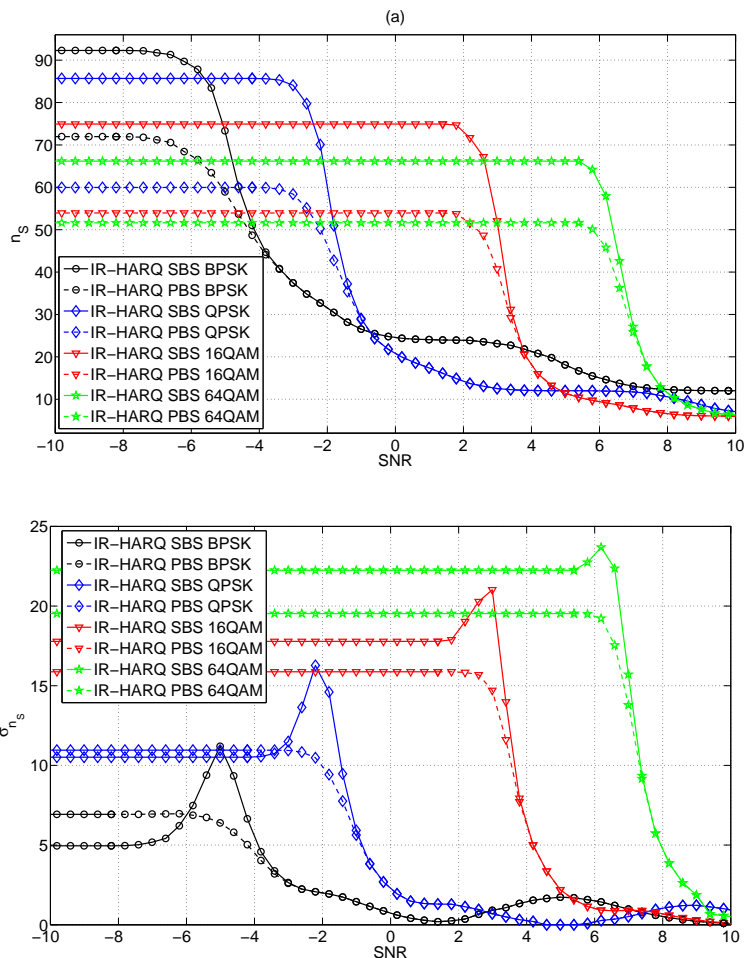 (a)
90
80
70
60
50
40
30
20
10
n_S
IR-HARQ SBS BPSK
IR-HARQ PBS BPSK
IR-HARQ SBS QPSK
IR-HARQ PBS QPSK
IR-HARQ SBS 16QAM
IR-HARQ PBS 16QAM
IR-HARQ SBS 64QAM
IR-HARQ PBS 64QAM
−10 −8 −6 −4 −2 0 2 4 6 8 10
SNR
25
20
15
10
5
0
σ_n_s
IR-HARQ SBS BPSK
IR-HARQ PBS BPSK
IR-HARQ SBS QPSK
IR-HARQ PBS QPSK
IR-HARQ SBS 16QAM
IR-HARQ PBS 16QAM
IR-HARQ SBS 64QAM
IR-HARQ PBS 64QAM
−10 −8 −6 −4 −2 0 2 4 6 8 10
SNR